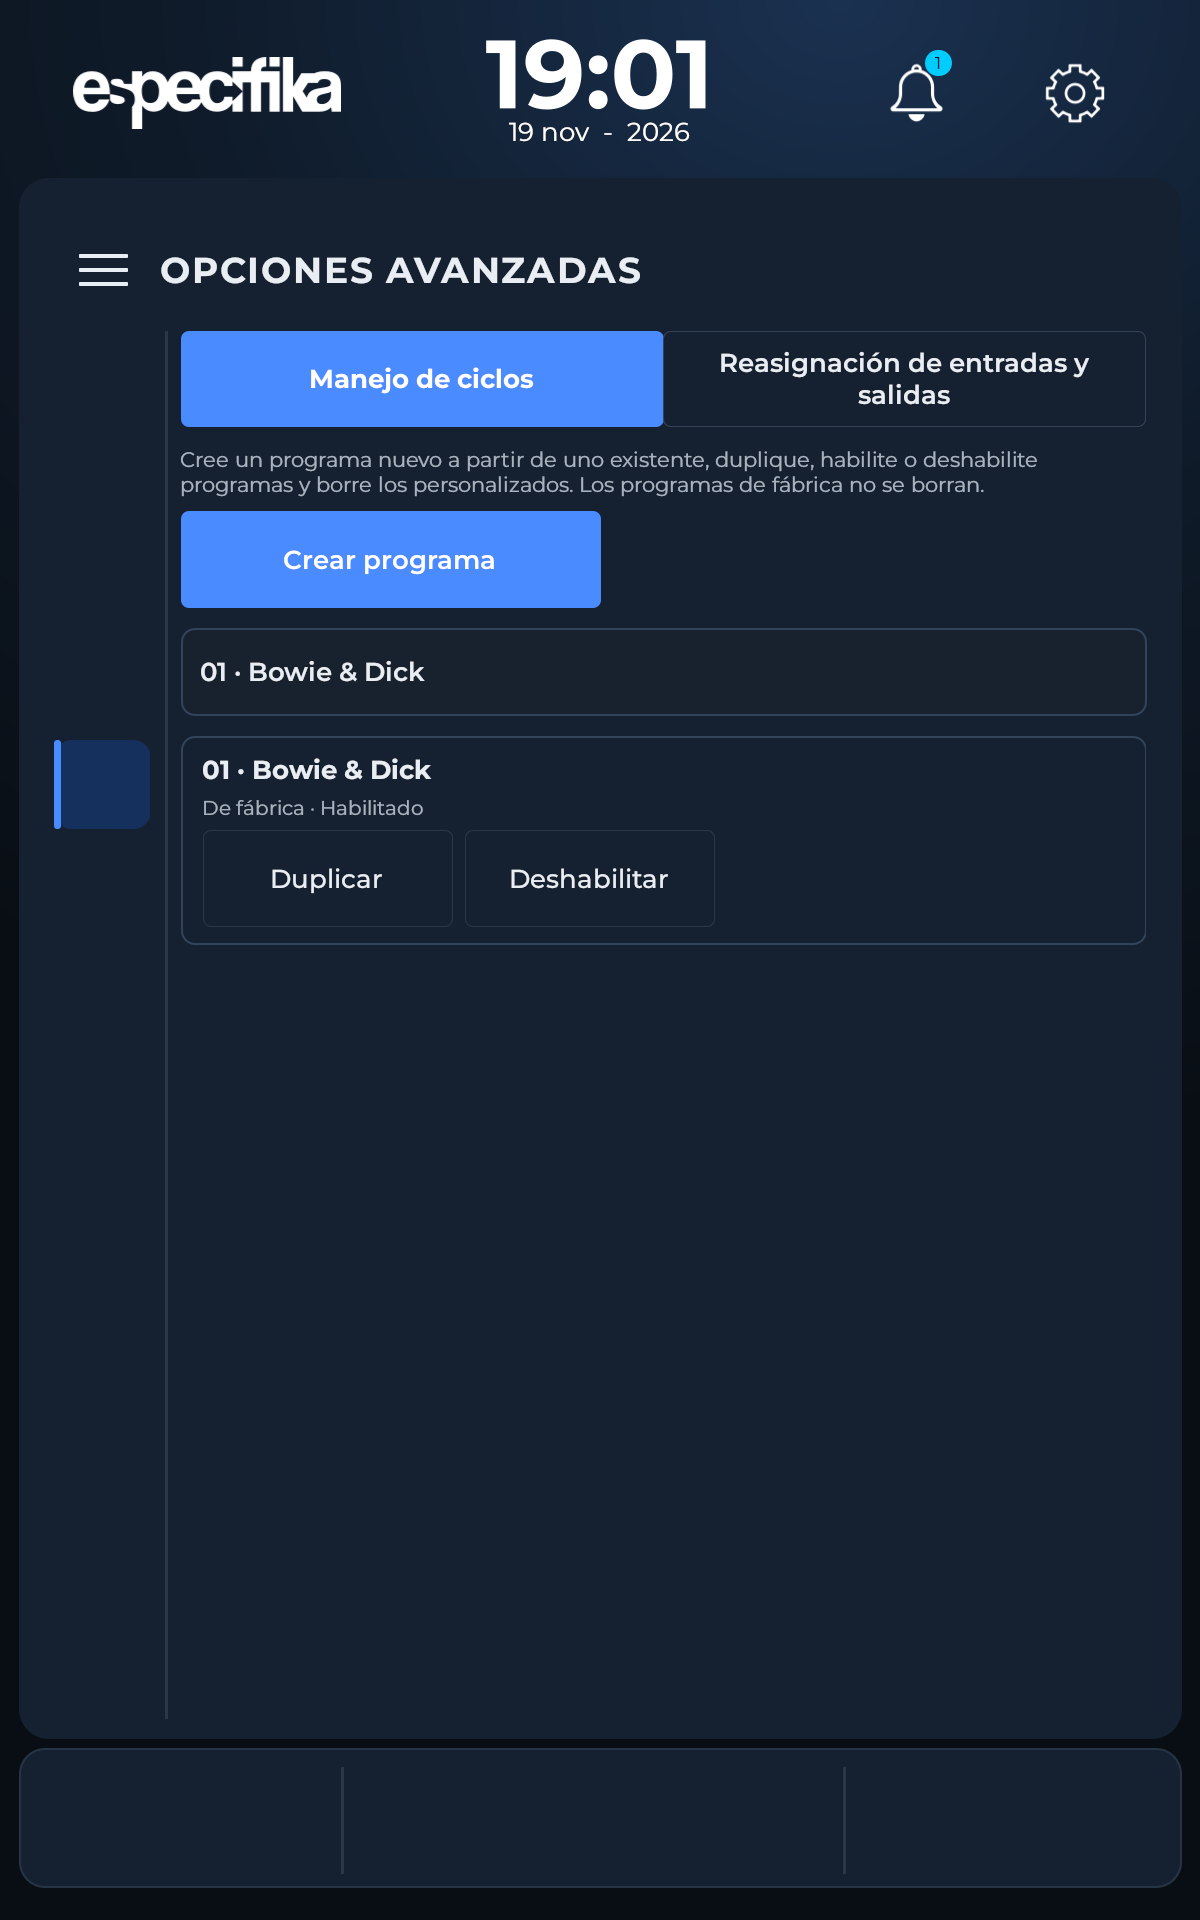 especifika
19:01
19 nov - 2026
1
OPCIONES AVANZADAS
Manejo de ciclos
Reasignación de entradas y
salidas
Cree un programa nuevo a partir de uno existente, duplique, habilite o deshabilite
programas y borre los personalizados. Los programas de fábrica no se borran.
Crear programa
01 · Bowie & Dick
01 · Bowie & Dick
De fábrica · Habilitado
Duplicar
Deshabilitar